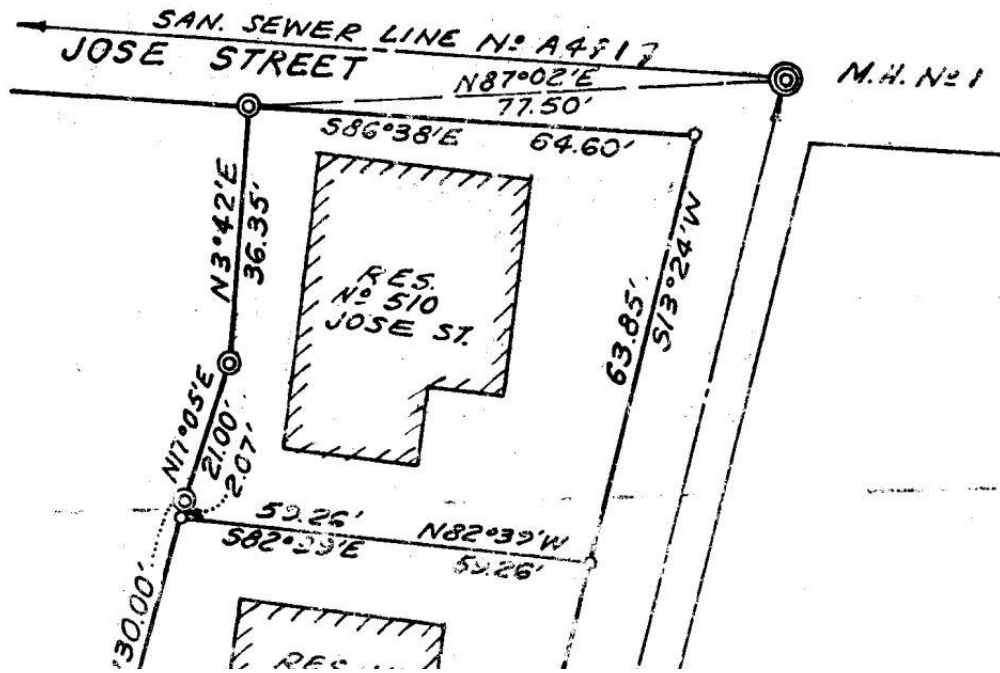 SAN. SEWER LINE Nº A4817
JOSE STREET
N87°02'E
77.50'
M.H. Nº 1
S86°38'E 64.60'
N3°42'E
36.35'
RES.
Nº 510
JOSE ST.
63.85'
S13°24'W
N17°05'E
21.00'
2.07'
59.26' N82°39'W
S82°39'E 59.26'
30.00'
RES.